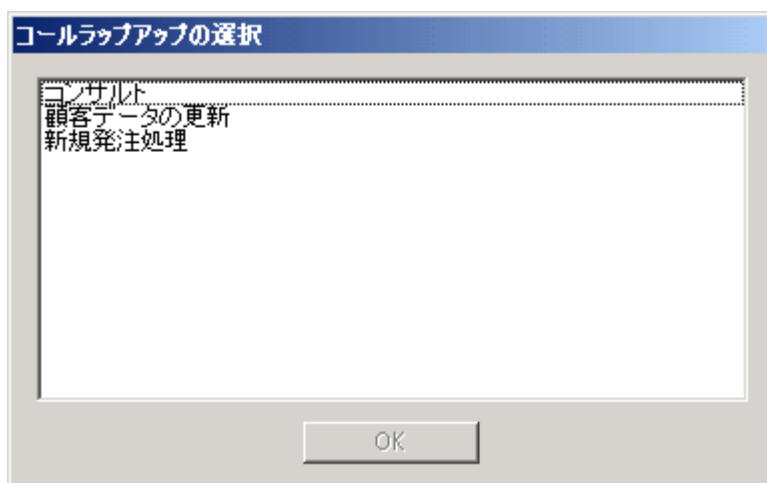 コールラップアップの選択
コンサルト
顧客データの更新
新規発注処理
OK